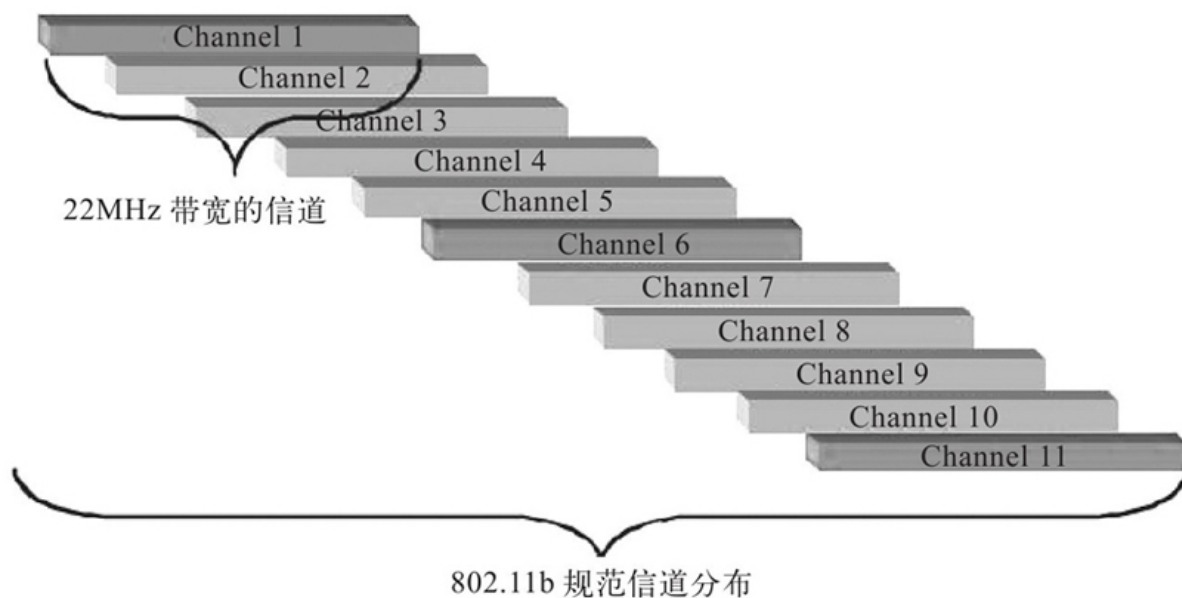 Channel 1
Channel 2
Channel 3
Channel 4
22MHz 带宽的信道
Channel 5
Channel 6
Channel 7
Channel 8
Channel 9
Channel 10
Channel 11
802.11b 规范信道分布